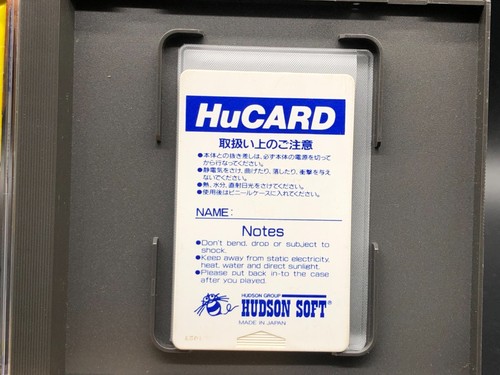 HuCARD
取扱い上のご注意
●本体との抜き差しは、必ず本体の電源を切って
から行なってください。
●静電気をさけ、曲げたり、落したり、衝撃を与え
ないでください。
●熱、水分、直射日光をさけてください。
●使用後はビニールケースに入れてください。
NAME:
Notes
●Don't bend, drop or subject to
shock.
●Keep away from static electricity,
heat, water and direct sunlight.
●Please put back in-to the case
after you played.
HUDSON GROUP
HUDSON SOFT®
MADE IN JAPAN